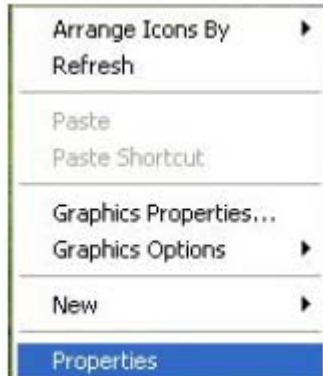 Arrange Icons By
Refresh
Paste
Paste Shortcut
Graphics Properties...
Graphics Options
New
Properties